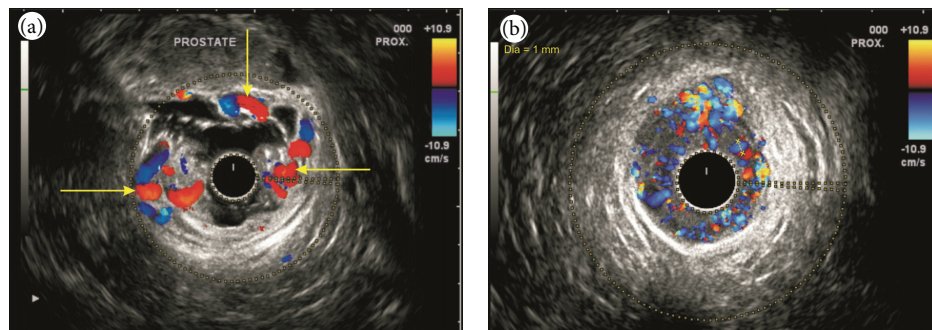 (a)
PROSTATE
000
PROX.
+10.9
-10.9
cm/s
(b)
Dia = 1 mm
000
PROX.
+10.9
-10.9
cm/s